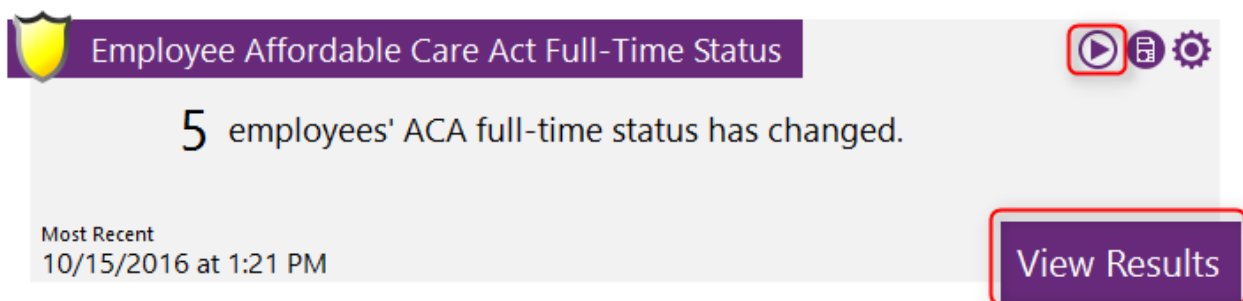 Employee Affordable Care Act Full-Time Status
5 employees' ACA full-time status has changed.
Most Recent
10/15/2016 at 1:21 PM
View Results